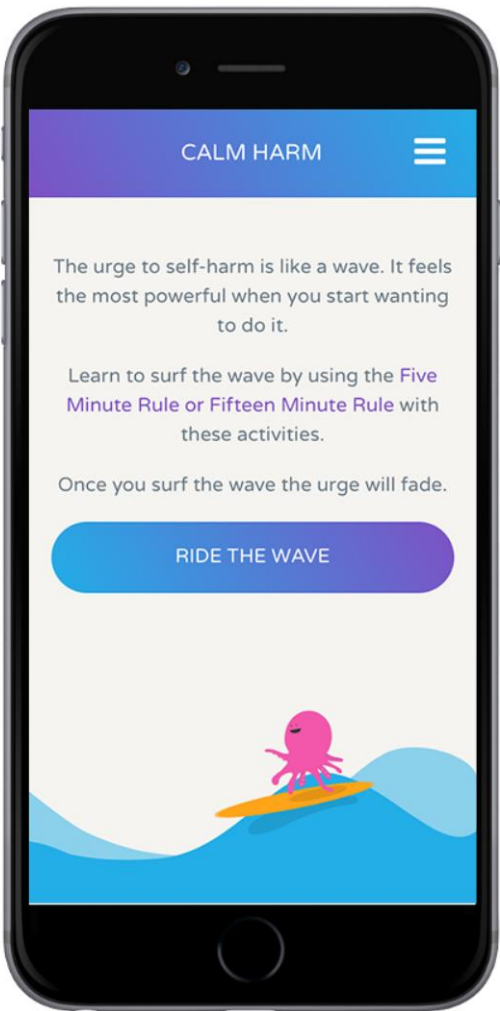 CALM HARM
The urge to self-harm is like a wave. It feels
the most powerful when you start wanting
to do it.
Learn to surf the wave by using the Five
Minute Rule or Fifteen Minute Rule with
these activities.
Once you surf the wave the urge will fade.
RIDE THE WAVE